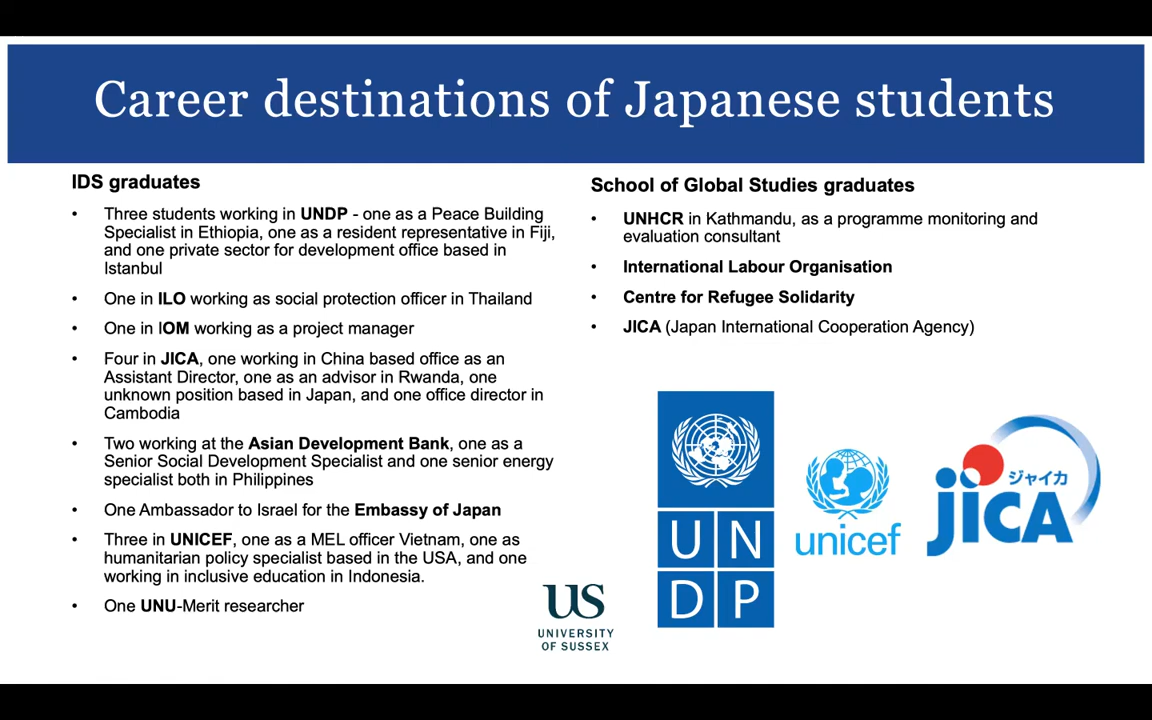 Career destinations of Japanese students
IDS graduates
• Three students working in UNDP - one as a Peace Building
Specialist in Ethiopia, one as a resident representative in Fiji,
and one private sector for development office based in
Istanbul
• One in ILO working as social protection officer in Thailand
• One in IOM working as a project manager
• Four in JICA, one working in China based office as an
Assistant Director, one as an advisor in Rwanda, one
unknown position based in Japan, and one office director in
Cambodia
• Two working at the Asian Development Bank, one as a
Senior Social Development Specialist and one senior energy
specialist both in Philippines
• One Ambassador to Israel for the Embassy of Japan
• Three in UNICEF, one as a MEL officer Vietnam, one as
humanitarian policy specialist based in the USA, and one
working in inclusive education in Indonesia.
• One UNU-Merit researcher
School of Global Studies graduates
• UNHCR in Kathmandu, as a programme monitoring and
evaluation consultant
• International Labour Organisation
• Centre for Refugee Solidarity
• JICA (Japan International Cooperation Agency)
US
UNIVERSITY
OF SUSSEX
U N
D P
unicef
ジャイカ
JICA